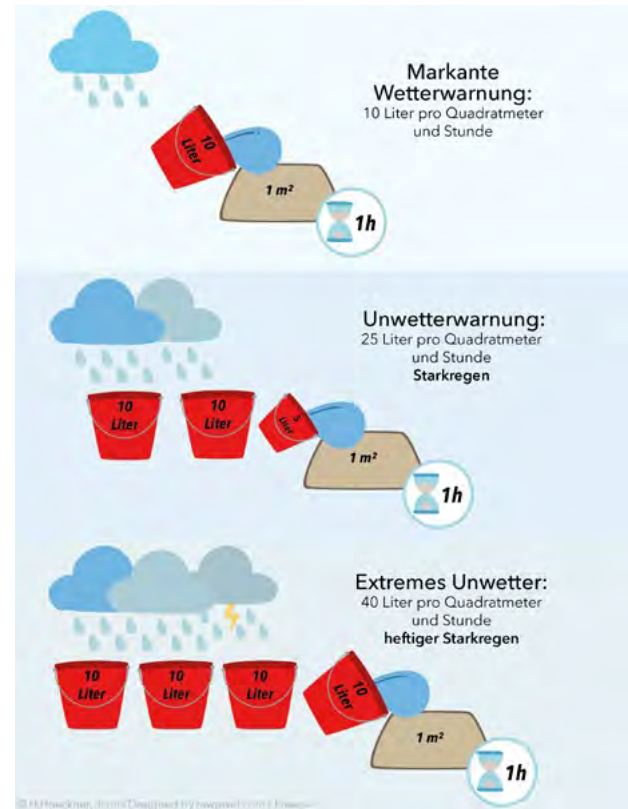 Markante
Wetterwarnung:
10 Liter pro Quadratmeter
und Stunde
10
Liter
1 m²
1h
Unwetterwarnung:
25 Liter pro Quadratmeter
und Stunde
Starkregen
10
Liter
10
Liter
5
Liter
1 m²
1h
Extremes Unwetter:
40 Liter pro Quadratmeter
und Stunde
heftiger Starkregen
10
Liter
10
Liter
10
Liter
10
Liter
1 m²
1h
Designed by